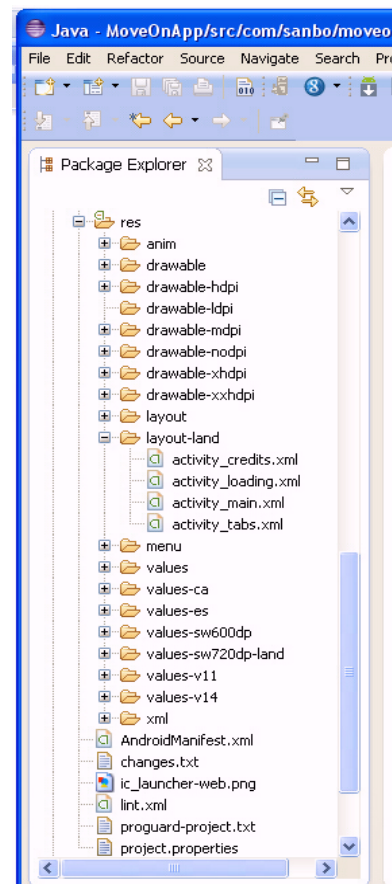 Java - MoveOnApp/src/com/sanbo/moveo
File Edit Refactor Source Navigate Search Pr
Package Explorer
res
anim
drawable
drawable-hdpi
drawable-ldpi
drawable-mdpi
drawable-nodpi
drawable-xhdpi
drawable-xxhdpi
layout
layout-land
activity_credits.xml
activity_loading.xml
activity_main.xml
activity_tabs.xml
menu
values
values-ca
values-es
values-sw600dp
values-sw720dp-land
values-v11
values-v14
xml
AndroidManifest.xml
changes.txt
ic_launcher-web.png
lint.xml
proguard-project.txt
project.properties